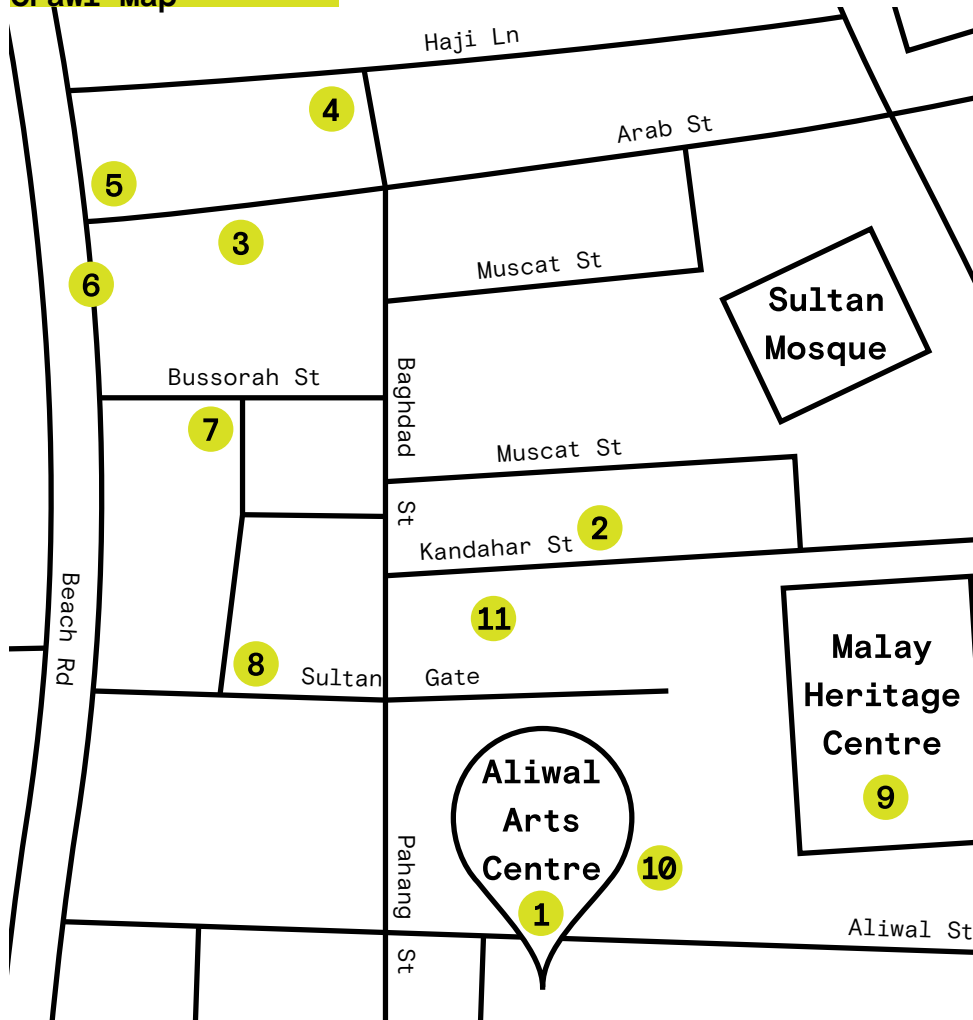 Crawl Map
Haji Ln
4
Arab St
5
3
6
Muscat St
Sultan
Mosque
Bussorah St
Baghdad St
7
Muscat St
2
Kandahar St
Beach Rd
11
8
Sultan Gate
Malay
Heritage
Centre
9
Aliwal
Arts
Centre
1
Pahang St
10
Aliwal St